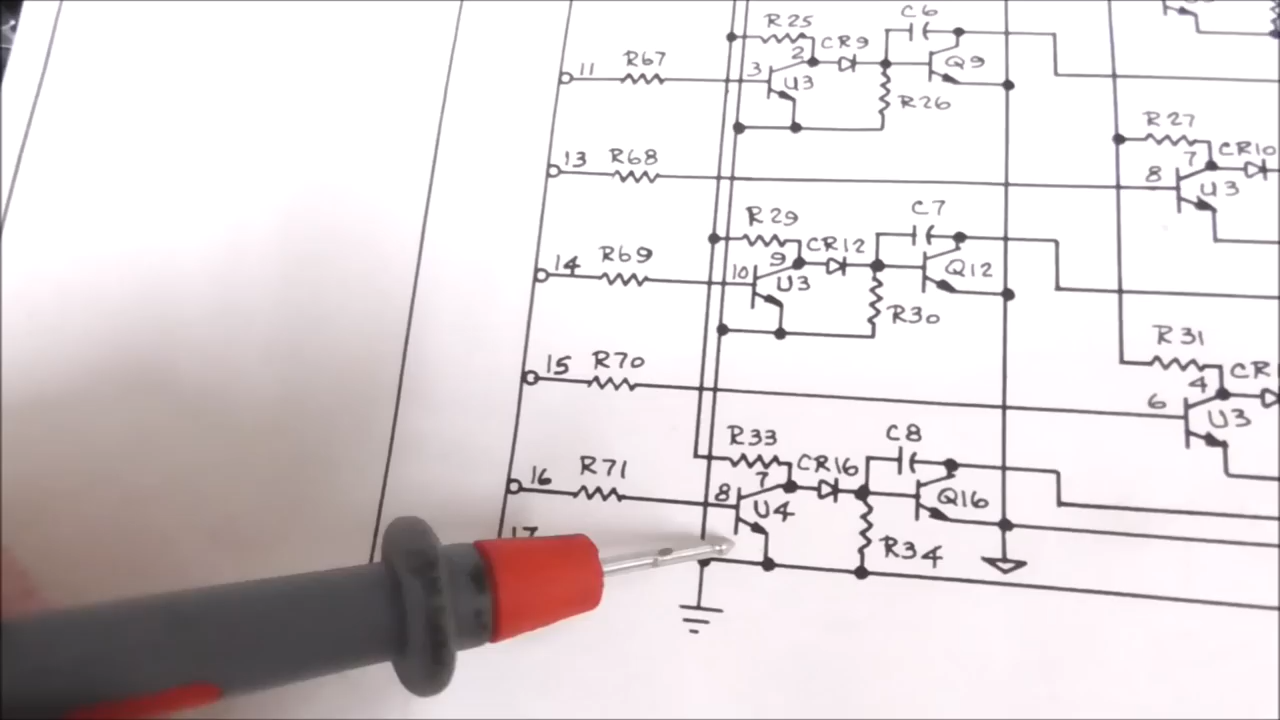 R25 C6
11 R67 3 2 CR9 Q9
U3
R26
R27
13 R68 8 7 CR10
U3
R29 C7
14 R69 10 9 CR12 Q12
U3
R30
R31
15 R70 6 4
U3
R33 C8
16 R71 8 7 CR16 Q16
U4
R34